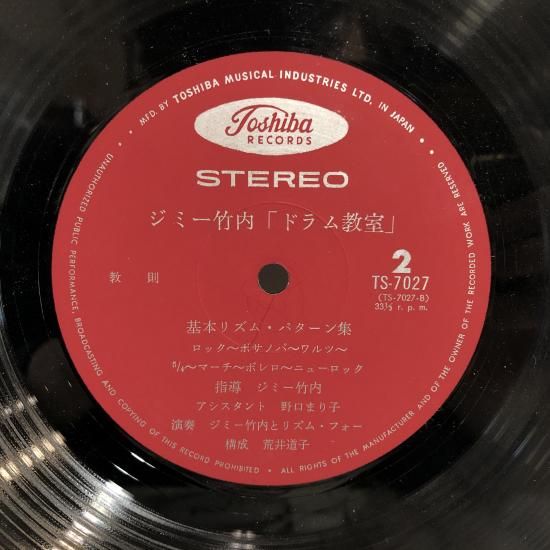 MFD. BY TOSHIBA MUSICAL INDUSTRIES LTD. IN JAPAN
Toshiba
RECORDS
STEREO
ジミー竹内「ドラム教室」
2
TS-7027
(TS-7027-B)
33⅓ r. p. m.
教 則
基本リズム・パターン集
ロック〜ボサノバ〜ワルツ〜
5/4〜マーチ〜ボレロ〜ニューロック
指導 ジミー竹内
アシスタント 野口まり子
演奏 ジミー竹内とリズム・フォー
構成 荒井道子
UNAUTHORIZED PUBLIC PERFORMANCE, BROADCASTING AND COPYING OF THIS RECORD PROHIBITED • ALL RIGHTS OF THE MANUFACTURER AND OF THE OWNER OF THE RECORDED WORK ARE RESERVED